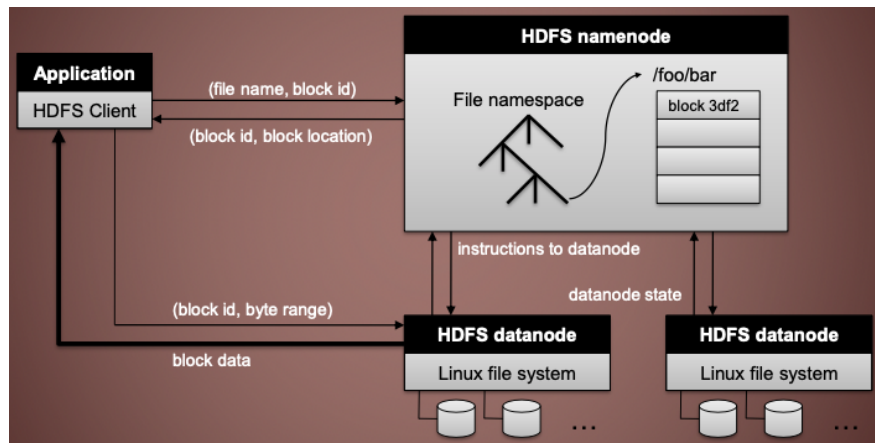 HDFS namenode
Application
HDFS Client
(file name, block id)
(block id, block location)
File namespace
/foo/bar
block 3df2
instructions to datanode
datanode state
(block id, byte range)
block data
HDFS datanode
Linux file system
...
HDFS datanode
Linux file system
...